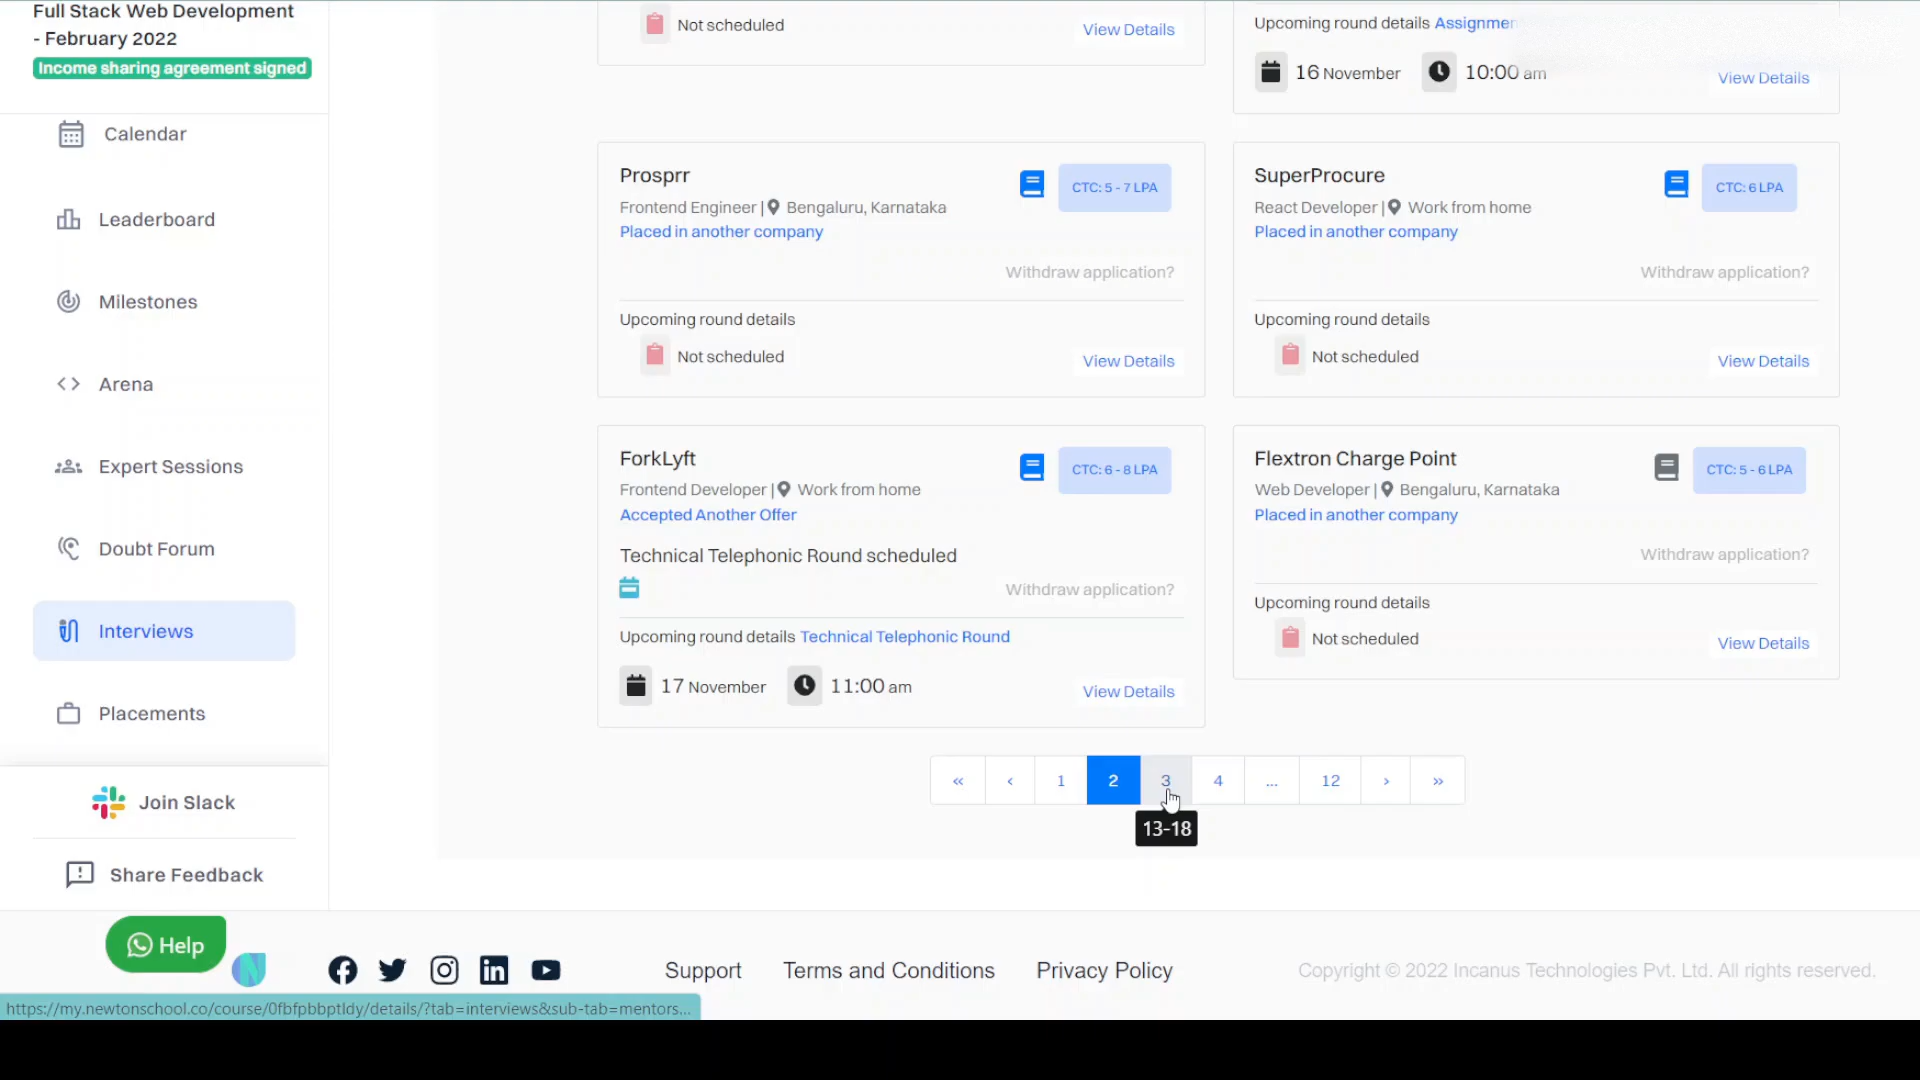 Full Stack Web Development
- February 2022
Income sharing agreement signed
Calendar
Leaderboard
Milestones
Arena
Expert Sessions
Doubt Forum
Interviews
Placements
Join Slack
Share Feedback
Help
Not scheduled
View Details
Upcoming round details Assignmen
16 November 10:00 am
View Details
Prosprr
CTC: 5 - 7 LPA
Frontend Engineer | Bengaluru, Karnataka
Placed in another company
Withdraw application?
Upcoming round details
Not scheduled
View Details
SuperProcure
CTC: 6 LPA
React Developer | Work from home
Placed in another company
Withdraw application?
Upcoming round details
Not scheduled
View Details
ForkLyft
CTC: 6 - 8 LPA
Frontend Developer | Work from home
Accepted Another Offer
Technical Telephonic Round scheduled
Withdraw application?
Upcoming round details Technical Telephonic Round
17 November 11:00 am
View Details
Flextron Charge Point
CTC: 5 - 6 LPA
Web Developer | Bengaluru, Karnataka
Placed in another company
Withdraw application?
Upcoming round details
Not scheduled
View Details
« ‹ 1 2 3 4 ... 12 › »
13-18
Support Terms and Conditions Privacy Policy
Copyright © 2022 Incanus Technologies Pvt. Ltd. All rights reserved.
https://my.newtonschool.co/course/0fbfpbbptldy/details/?tab=interviews&sub-tab=mentors...